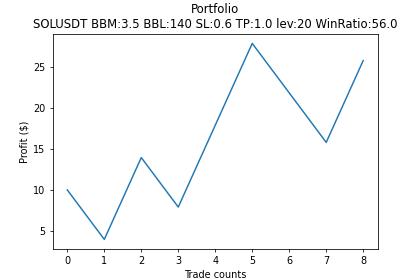 Portfolio
SOLUSDT BBM:3.5 BBL:140 SL:0.6 TP:1.0 lev:20 WinRatio:56.0
25
20
15
10
5
Profit ($)
0 1 2 3 4 5 6 7 8
Trade counts